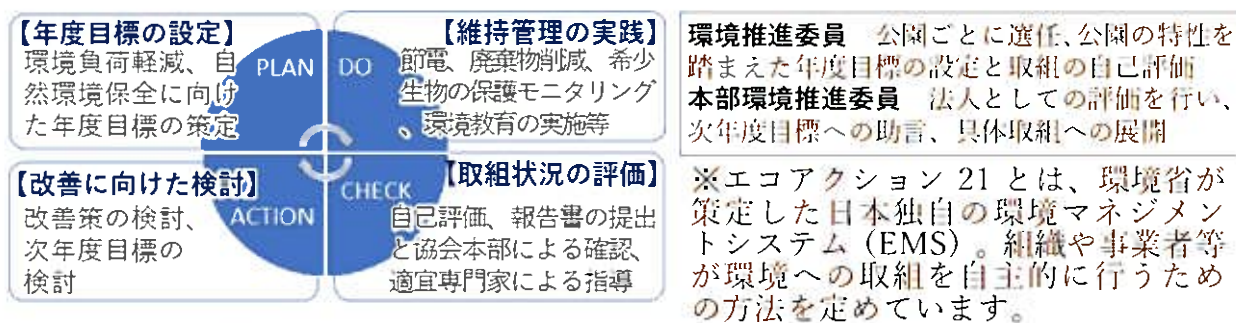 【年度目標の設定】
環境負荷軽減、自
然環境保全に向け
た年度目標の策定
PLAN
DO
【維持管理の実践】
節電、廃棄物削減、希少
生物の保護モニタリング
、環境教育の実施等
【改善に向けた検討】
改善策の検討、
次年度目標の
検討
ACTION
CHECK
【取組状況の評価】
自己評価、報告書の提出
と協会本部による確認、
適宜専門家による指導
環境推進委員　公園ごとに選任、公園の特性を
踏まえた年度目標の設定と取組の自己評価
本部環境推進委員　法人としての評価を行い、
次年度目標への助言、具体取組への展開
※エコアクション 21 とは、環境省が
策定した日本独自の環境マネジメン
トシステム（EMS）。組織や事業者等
が環境への取組を自主的に行うため
の方法を定めています。